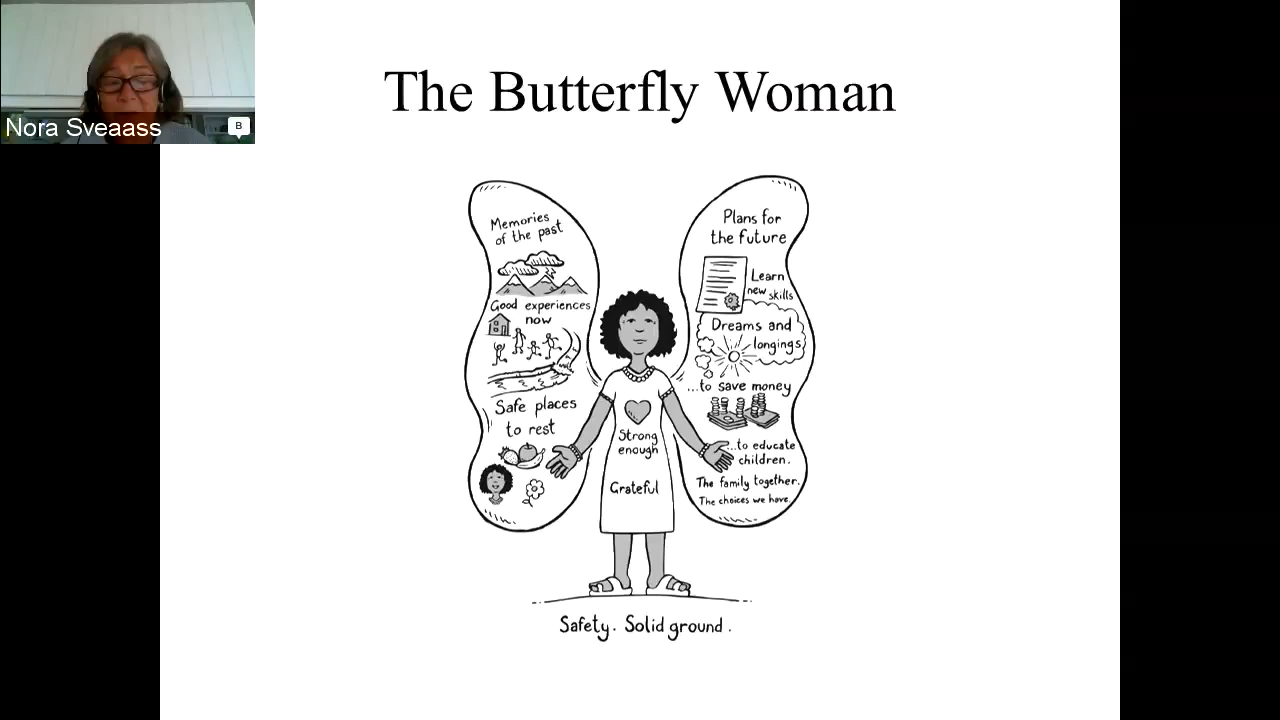 Nora Sveaass
B
The Butterfly Woman
Memories
of the past
Good experiences
now
Safe places
to rest
Strong
enough
Grateful
Plans for
the future
Learn
new skills
Dreams and
longings
...to save money
...to educate
children.
The family together.
The choices we have.
Safety. Solid ground.